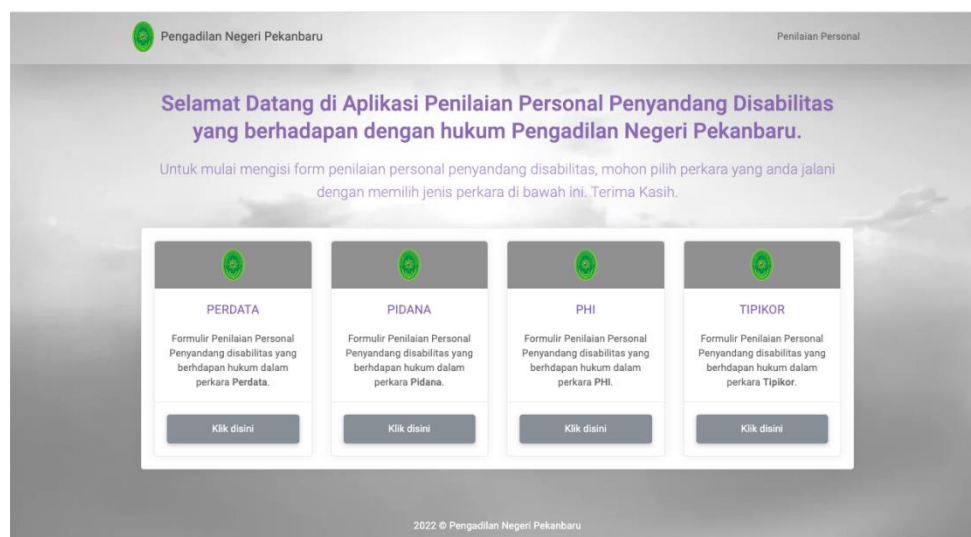 Pengadilan Negeri Pekanbaru
Penilaian Personal
Selamat Datang di Aplikasi Penilaian Personal Penyandang Disabilitas
yang berhadapan dengan hukum Pengadilan Negeri Pekanbaru.
Untuk mulai mengisi form penilaian personal penyandang disabilitas, mohon pilih perkara yang anda jalani
dengan memilih jenis perkara di bawah ini. Terima Kasih.
PERDATA
Formulir Penilaian Personal
Penyandang disabilitas yang
berhdapan hukum dalam
perkara Perdata.
Klik disini
PIDANA
Formulir Penilaian Personal
Penyandang disabilitas yang
berhdapan hukum dalam
perkara Pidana.
Klik disini
PHI
Formulir Penilaian Personal
Penyandang disabilitas yang
berhdapan hukum dalam
perkara PHI.
Klik disini
TIPIKOR
Formulir Penilaian Personal
Penyandang disabilitas yang
berhdapan hukum dalam
perkara Tipikor.
Klik disini
2022 © Pengadilan Negeri Pekanbaru